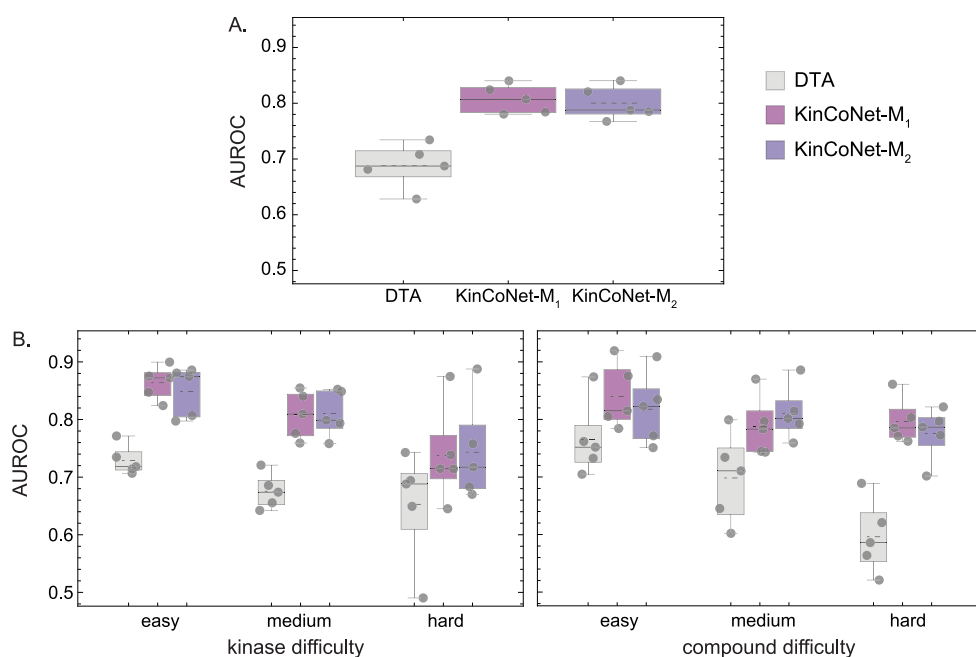 A.
0.9
0.8
0.7
0.6
0.5
AUROC
DTA
KinCoNet-M₁
KinCoNet-M₂
DTA
KinCoNet-M₁
KinCoNet-M₂
B.
0.9
0.8
0.7
0.6
0.5
AUROC
easy medium hard
kinase difficulty
easy medium hard
compound difficulty